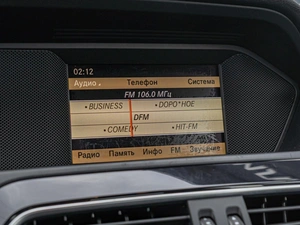 02:12
Аудио Телефон Система
FM 106.0 МГц
•BUSINESS •DOPO*HOE
DFM
•COMEDY •HIT-FM
Радио Память Инфо FM Звучание